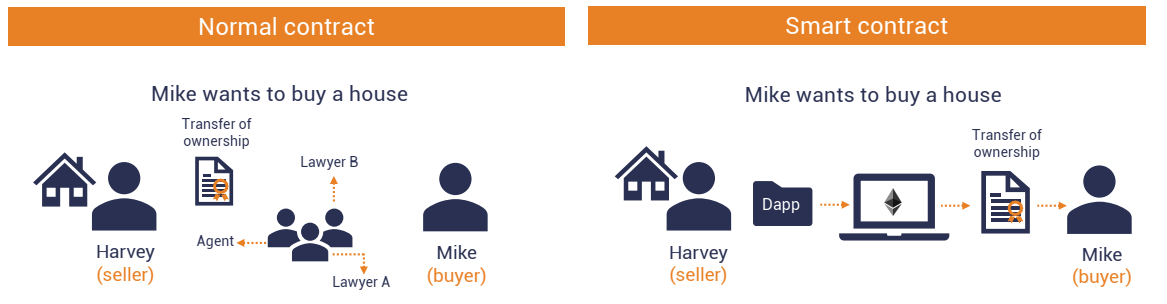 Normal contract
Mike wants to buy a house
Transfer of
ownership
Lawyer B
Agent
Lawyer A
Harvey
(seller)
Mike
(buyer)
Smart contract
Mike wants to buy a house
Transfer of
ownership
Dapp
Harvey
(seller)
Mike
(buyer)